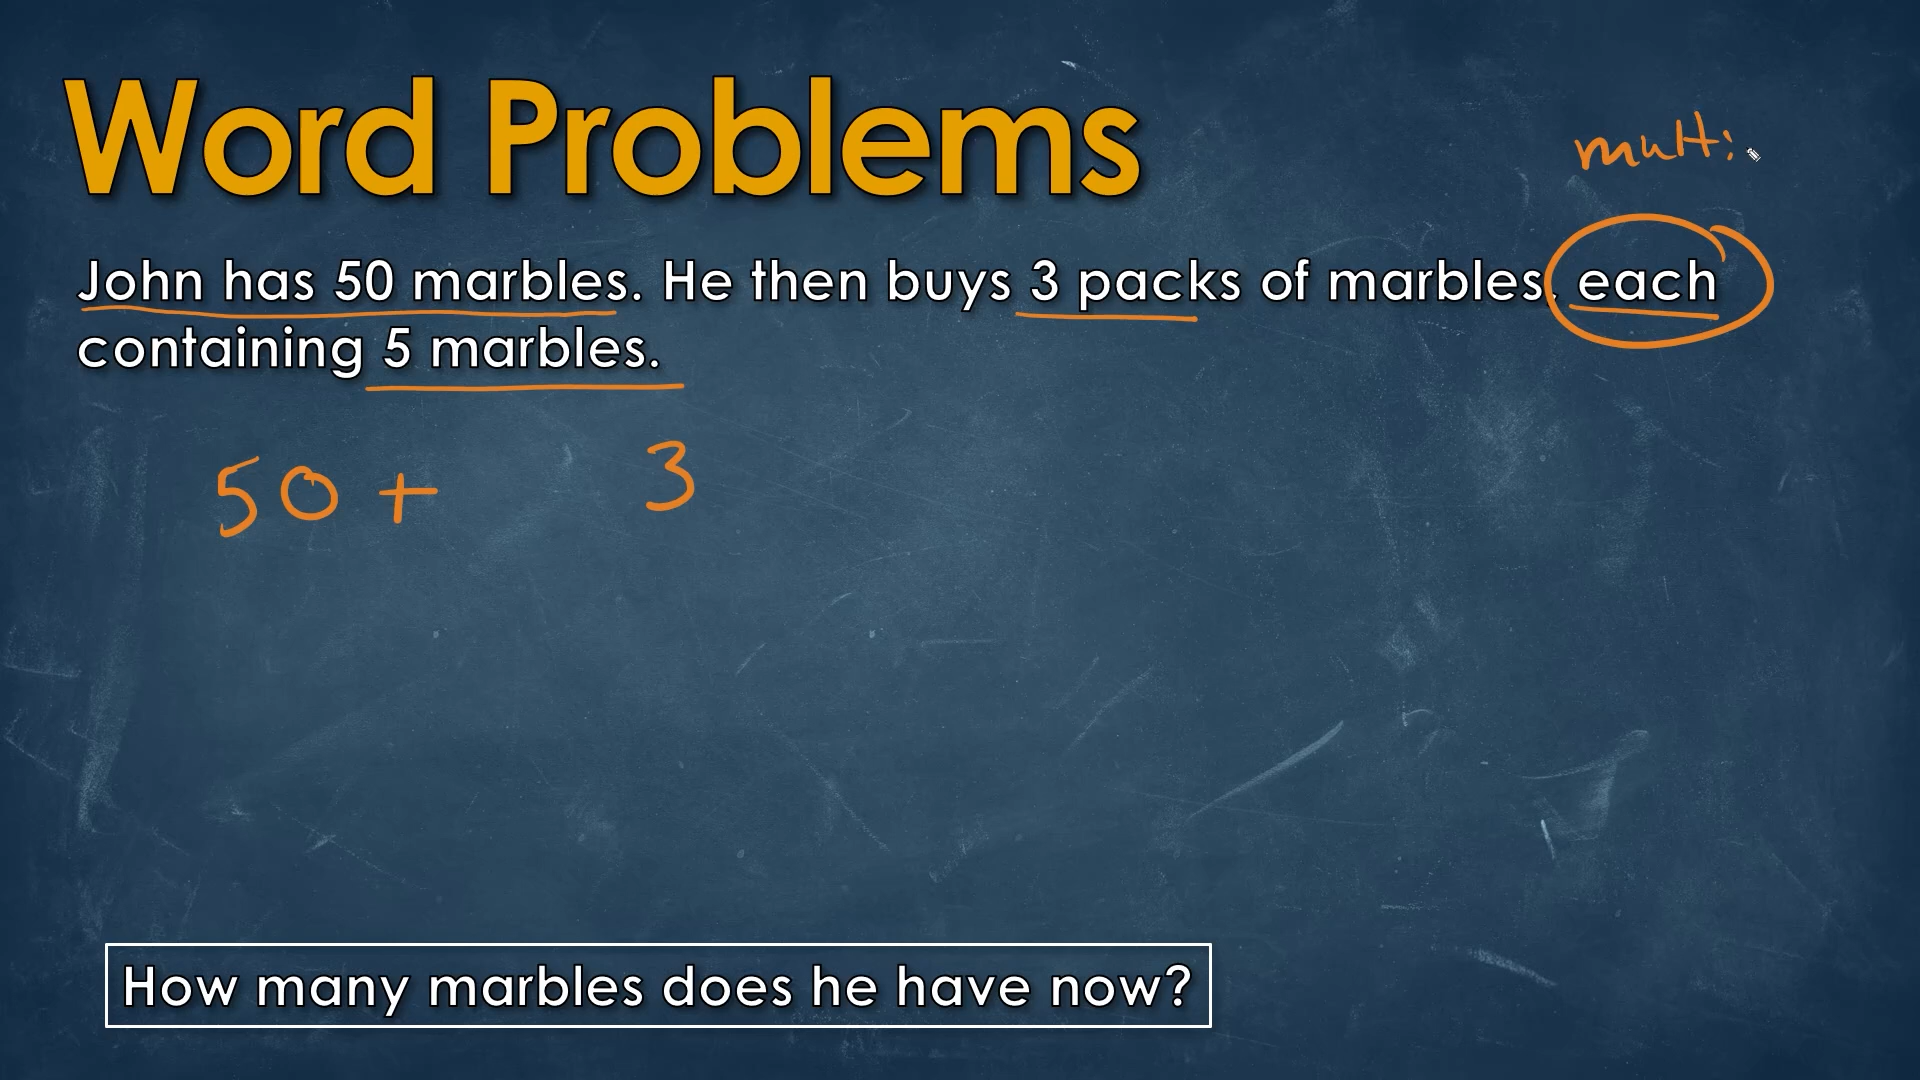 Word Problems
multi
John has 50 marbles. He then buys 3 packs of marbles, each
containing 5 marbles.
50 + 3
How many marbles does he have now?